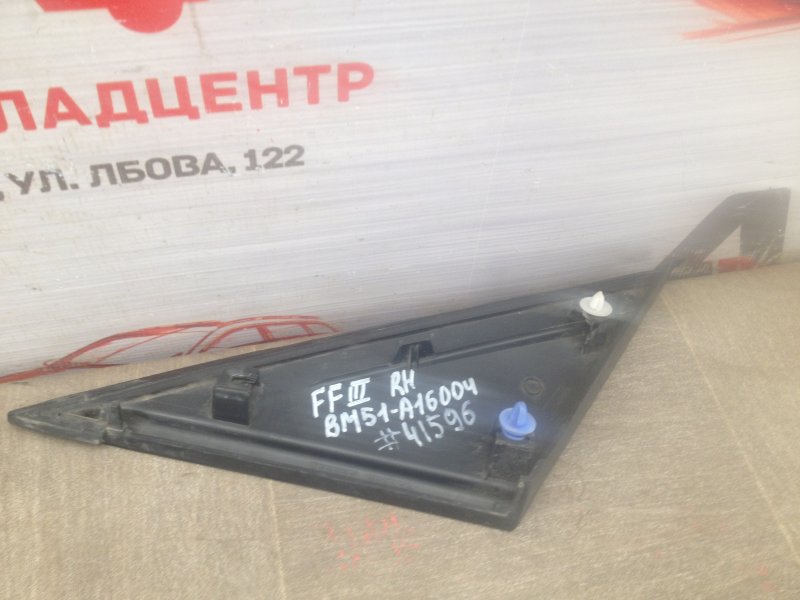 ЛАДЦЕНТР
,УЛ. ЛБОВА, 122
FF III RH
BM51-A16004
#41596